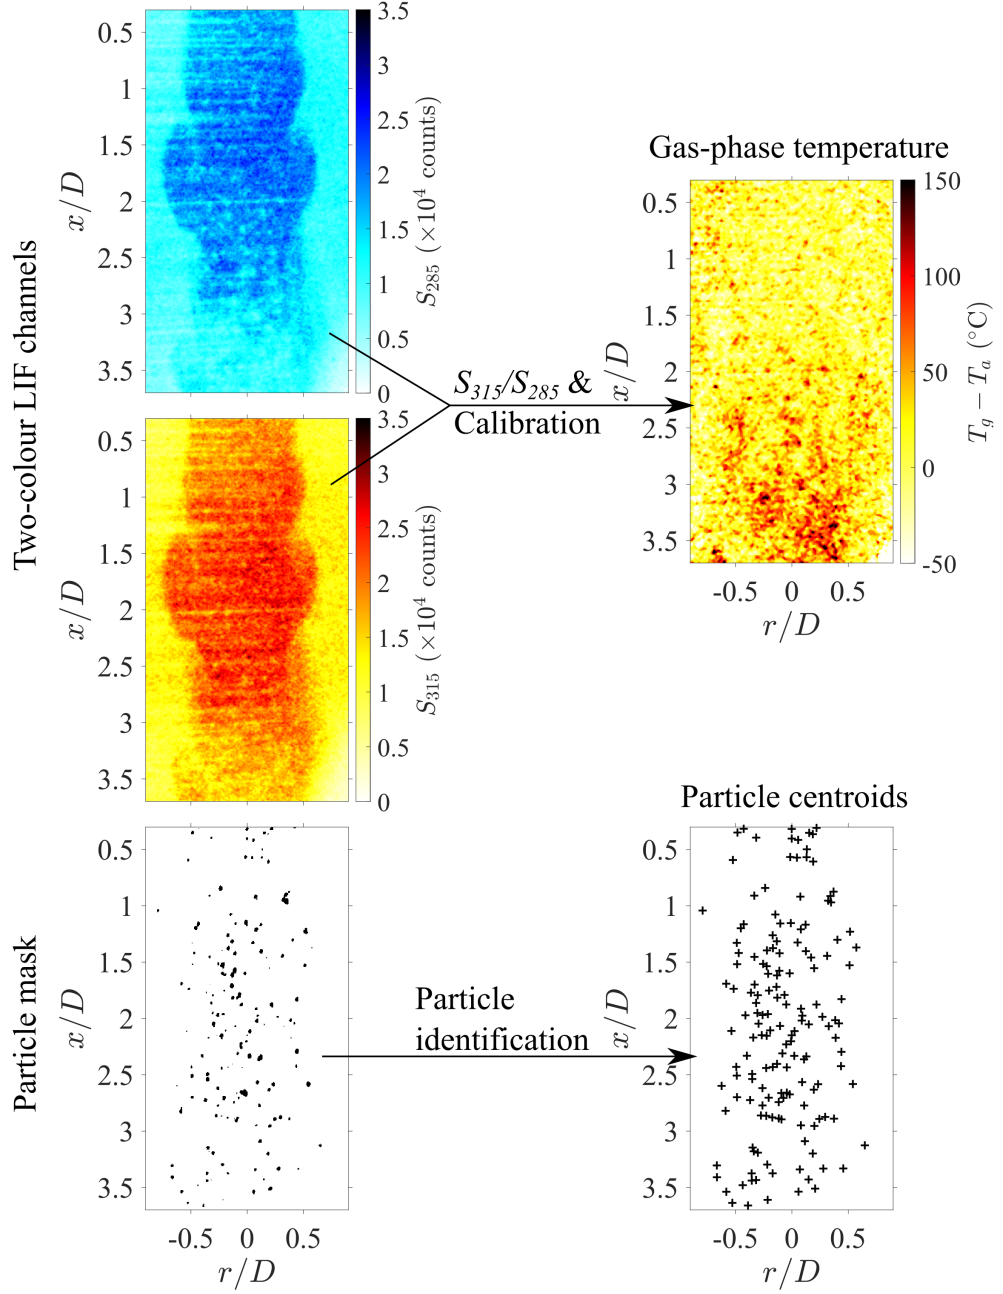 Two-colour LIF channels
x/D
0.5
1
1.5
2
2.5
3
3.5
3.5
3
2.5
2
1.5
1
0.5
0
S285 (×10^4 counts)
x/D
0.5
1
1.5
2
2.5
3
3.5
3.5
3
2.5
2
1.5
1
0.5
0
S315 (×10^4 counts)
S315/S285 &
Calibration
Gas-phase temperature
x/D
0.5
1
1.5
2
2.5
3
3.5
-0.5 0 0.5
r/D
150
100
50
0
-50
Tg − Ta (°C)
Particle mask
x/D
0.5
1
1.5
2
2.5
3
3.5
-0.5 0 0.5
r/D
Particle
identification
Particle centroids
x/D
0.5
1
1.5
2
2.5
3
3.5
-0.5 0 0.5
r/D